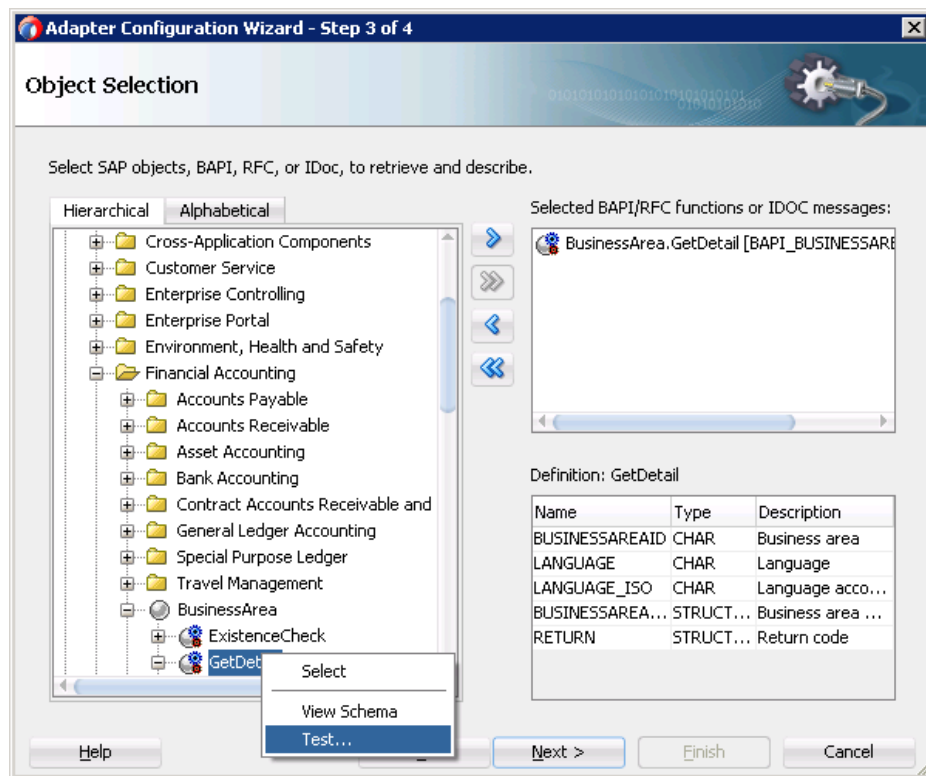 Adapter Configuration Wizard - Step 3 of 4
Object Selection
Select SAP objects, BAPI, RFC, or IDoc, to retrieve and describe.
Hierarchical Alphabetical
Cross-Application Components
Customer Service
Enterprise Controlling
Enterprise Portal
Environment, Health and Safety
Financial Accounting
Accounts Payable
Accounts Receivable
Asset Accounting
Bank Accounting
Contract Accounts Receivable and
General Ledger Accounting
Special Purpose Ledger
Travel Management
BusinessArea
ExistenceCheck
GetDet
Select
View Schema
Test...
Selected BAPI/RFC functions or IDOC messages:
BusinessArea.GetDetail [BAPI_BUSINESSARE
Definition: GetDetail
Name Type Description
BUSINESSAREAID CHAR Business area
LANGUAGE CHAR Language
LANGUAGE_ISO CHAR Language acco...
BUSINESSAREA... STRUCT... Business area ...
RETURN STRUCT... Return code
Help Next > Finish Cancel